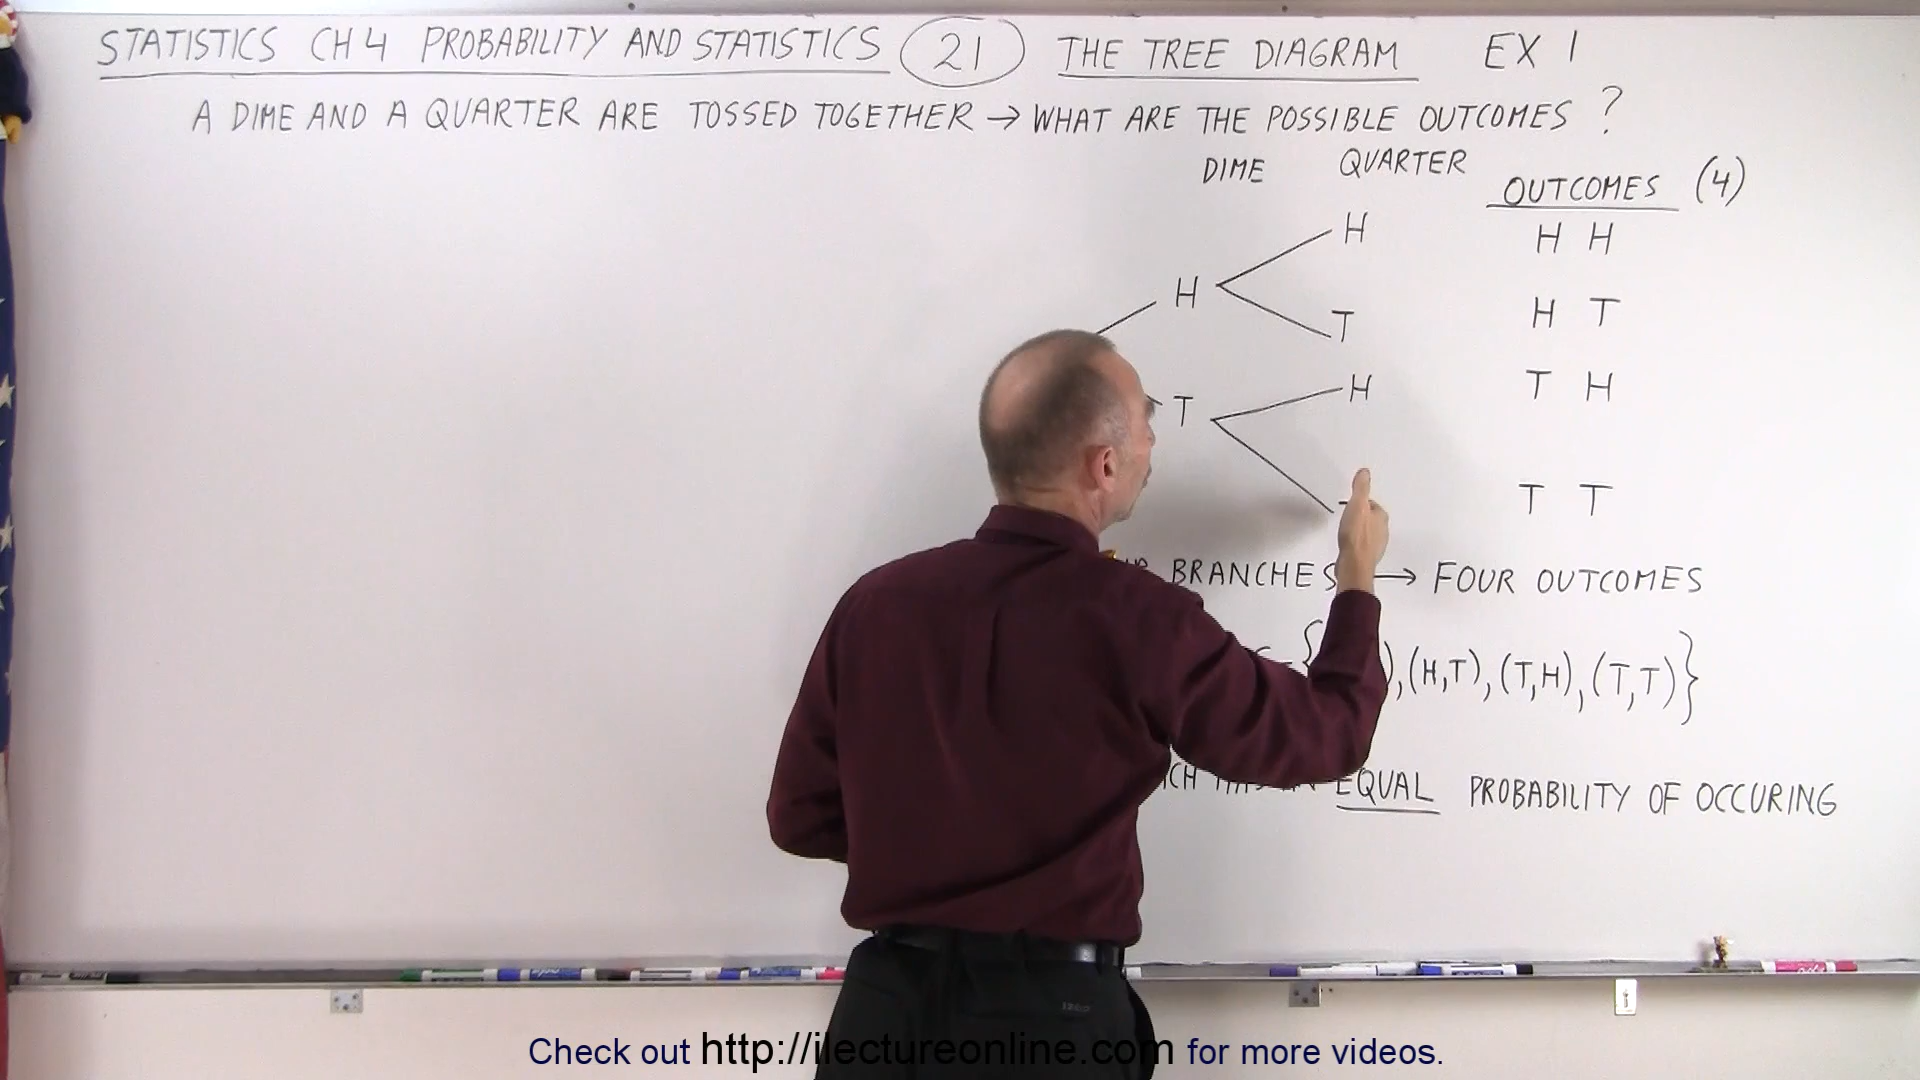 STATISTICS CH 4 PROBABILITY AND STATISTICS 21 THE TREE DIAGRAM EX 1
A DIME AND A QUARTER ARE TOSSED TOGETHER → WHAT ARE THE POSSIBLE OUTCOMES ?
DIME QUARTER OUTCOMES (4)
H H H
H
T H T
H T H
T
T T
BRANCHES → FOUR OUTCOMES
), (H,T), (T,H), (T,T)}
EQUAL PROBABILITY OF OCCURING
Check out http://ilectureonline.com for more videos.